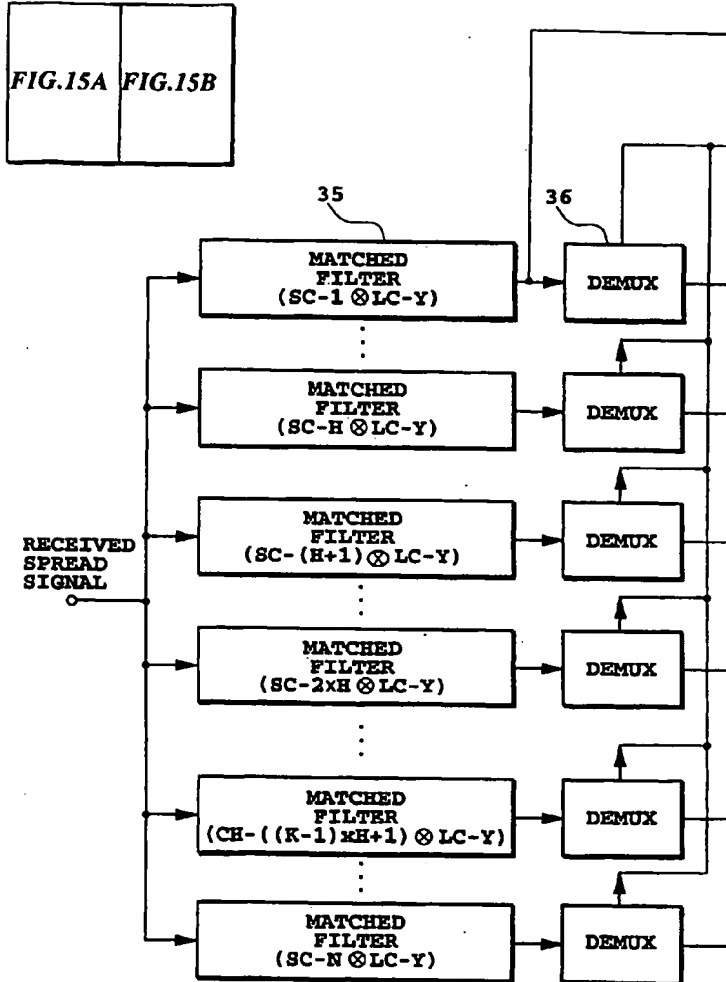 FIG.15A FIG.15B
35
36
MATCHED
FILTER
(SC-1⊗LC-Y)
DEMUX
MATCHED
FILTER
(SC-H⊗LC-Y)
DEMUX
RECEIVED
SPREAD
SIGNAL
MATCHED
FILTER
(SC-(H+1)⊗LC-Y)
DEMUX
MATCHED
FILTER
(SC-2×H⊗LC-Y)
DEMUX
MATCHED
FILTER
(CH-((K-1)×H+1)⊗LC-Y)
DEMUX
MATCHED
FILTER
(SC-N⊗LC-Y)
DEMUX